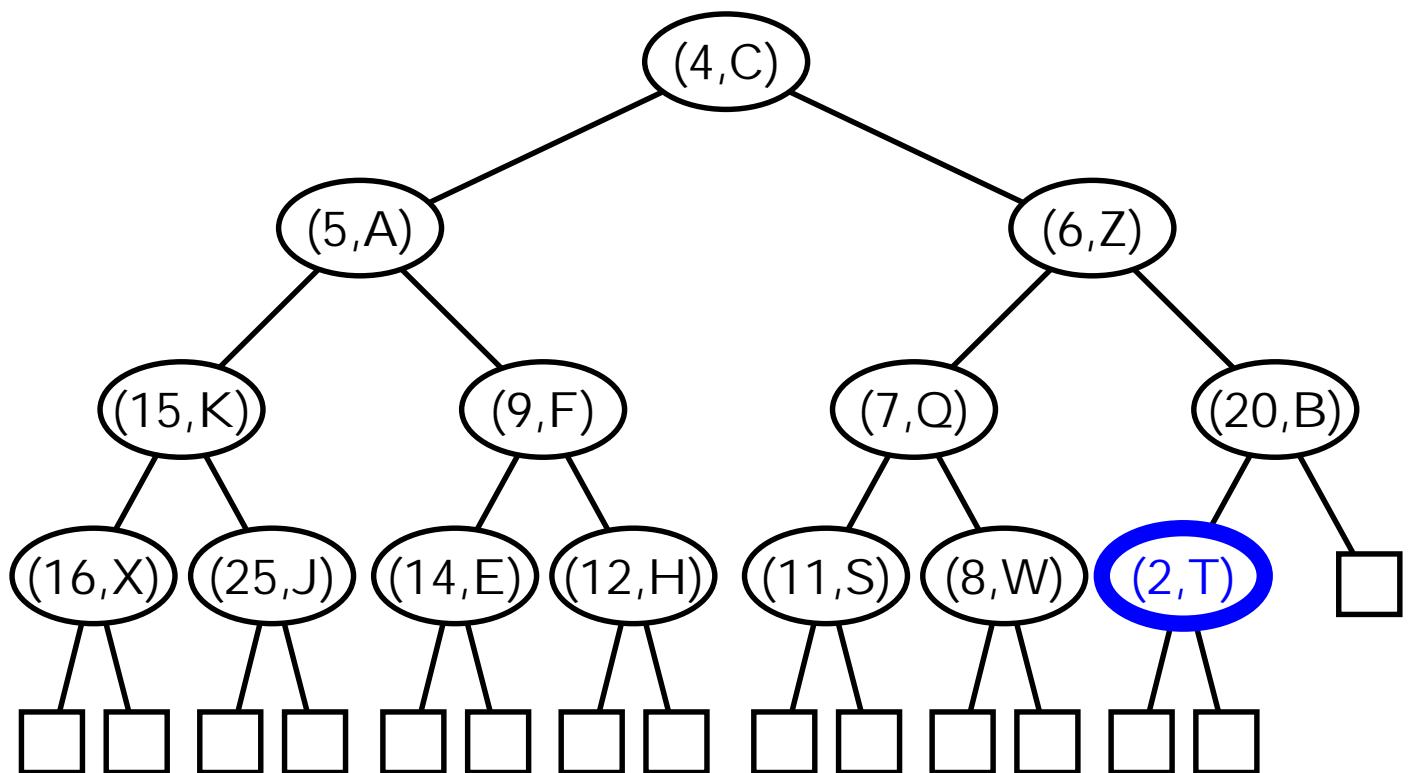 (4,C)
(5,A) (6,Z)
(15,K) (9,F) (7,Q) (20,B)
(16,X) (25,J) (14,E) (12,H) (11,S) (8,W) (2,T)